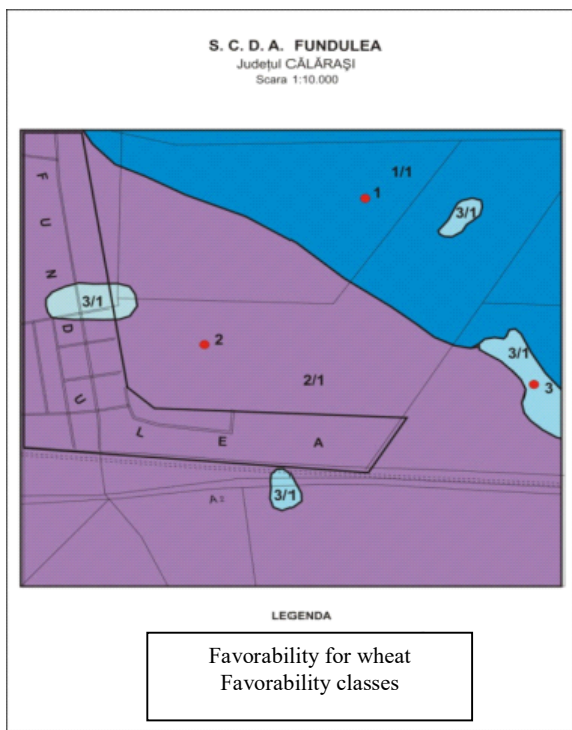 S. C. D. A. FUNDULEA
Județul CĂLĂRAȘI
Scara 1:10.000
1/1
1
3/1
F
U
N
D
U
L
E
A
3/1
2
2/1
3/1
3
3/1
LEGENDA
Favorability for wheat
Favorability classes